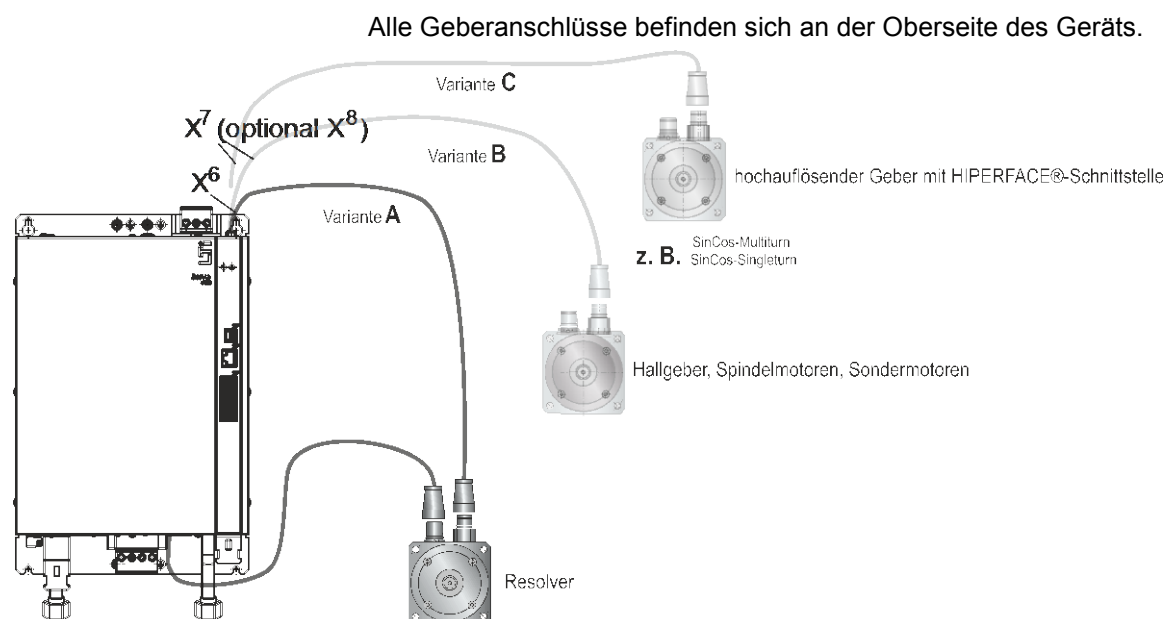 Alle Geberanschlüsse befinden sich an der Oberseite des Geräts.
Variante C
X7 (optional X8)
Variante B
hochauflösender Geber mit HIPERFACE®-Schnittstelle
X6
Variante A
z. B. SinCos-Multiturn
SinCos-Singleturn
Hallgeber, Spindelmotoren, Sondermotoren
Resolver